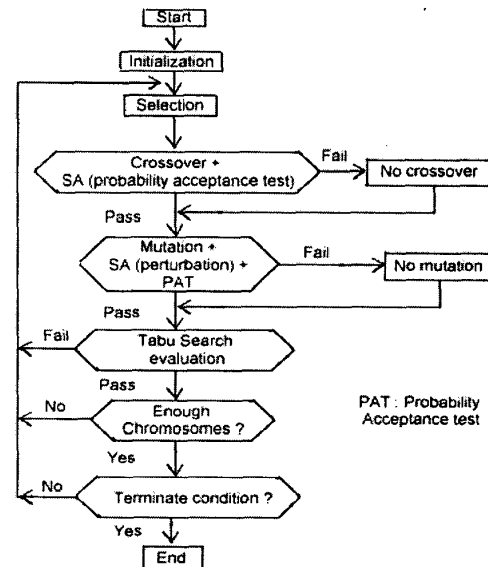 Start
Initialization
Selection
Crossover +
SA (probability acceptance test)
Fail
No crossover
Pass
Mutation +
SA (perturbation) +
PAT
Fail
No mutation
Pass
Fail
Tabu Search
evaluation
Pass
PAT : Probability
Acceptance test
No
Enough
Chromosomes ?
Yes
No
Terminate condition ?
Yes
End